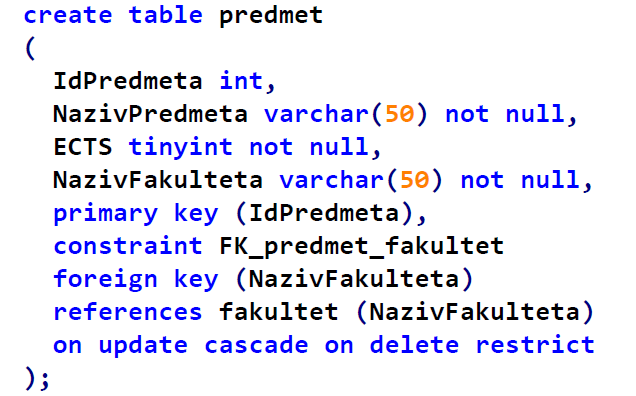 create table predmet
(
IdPredmeta int,
NazivPredmeta varchar(50) not null,
ECTS tinyint not null,
NazivFakulteta varchar(50) not null,
primary key (IdPredmeta),
constraint FK_predmet_fakultet
foreign key (NazivFakulteta)
references fakultet (NazivFakulteta)
on update cascade on delete restrict
);